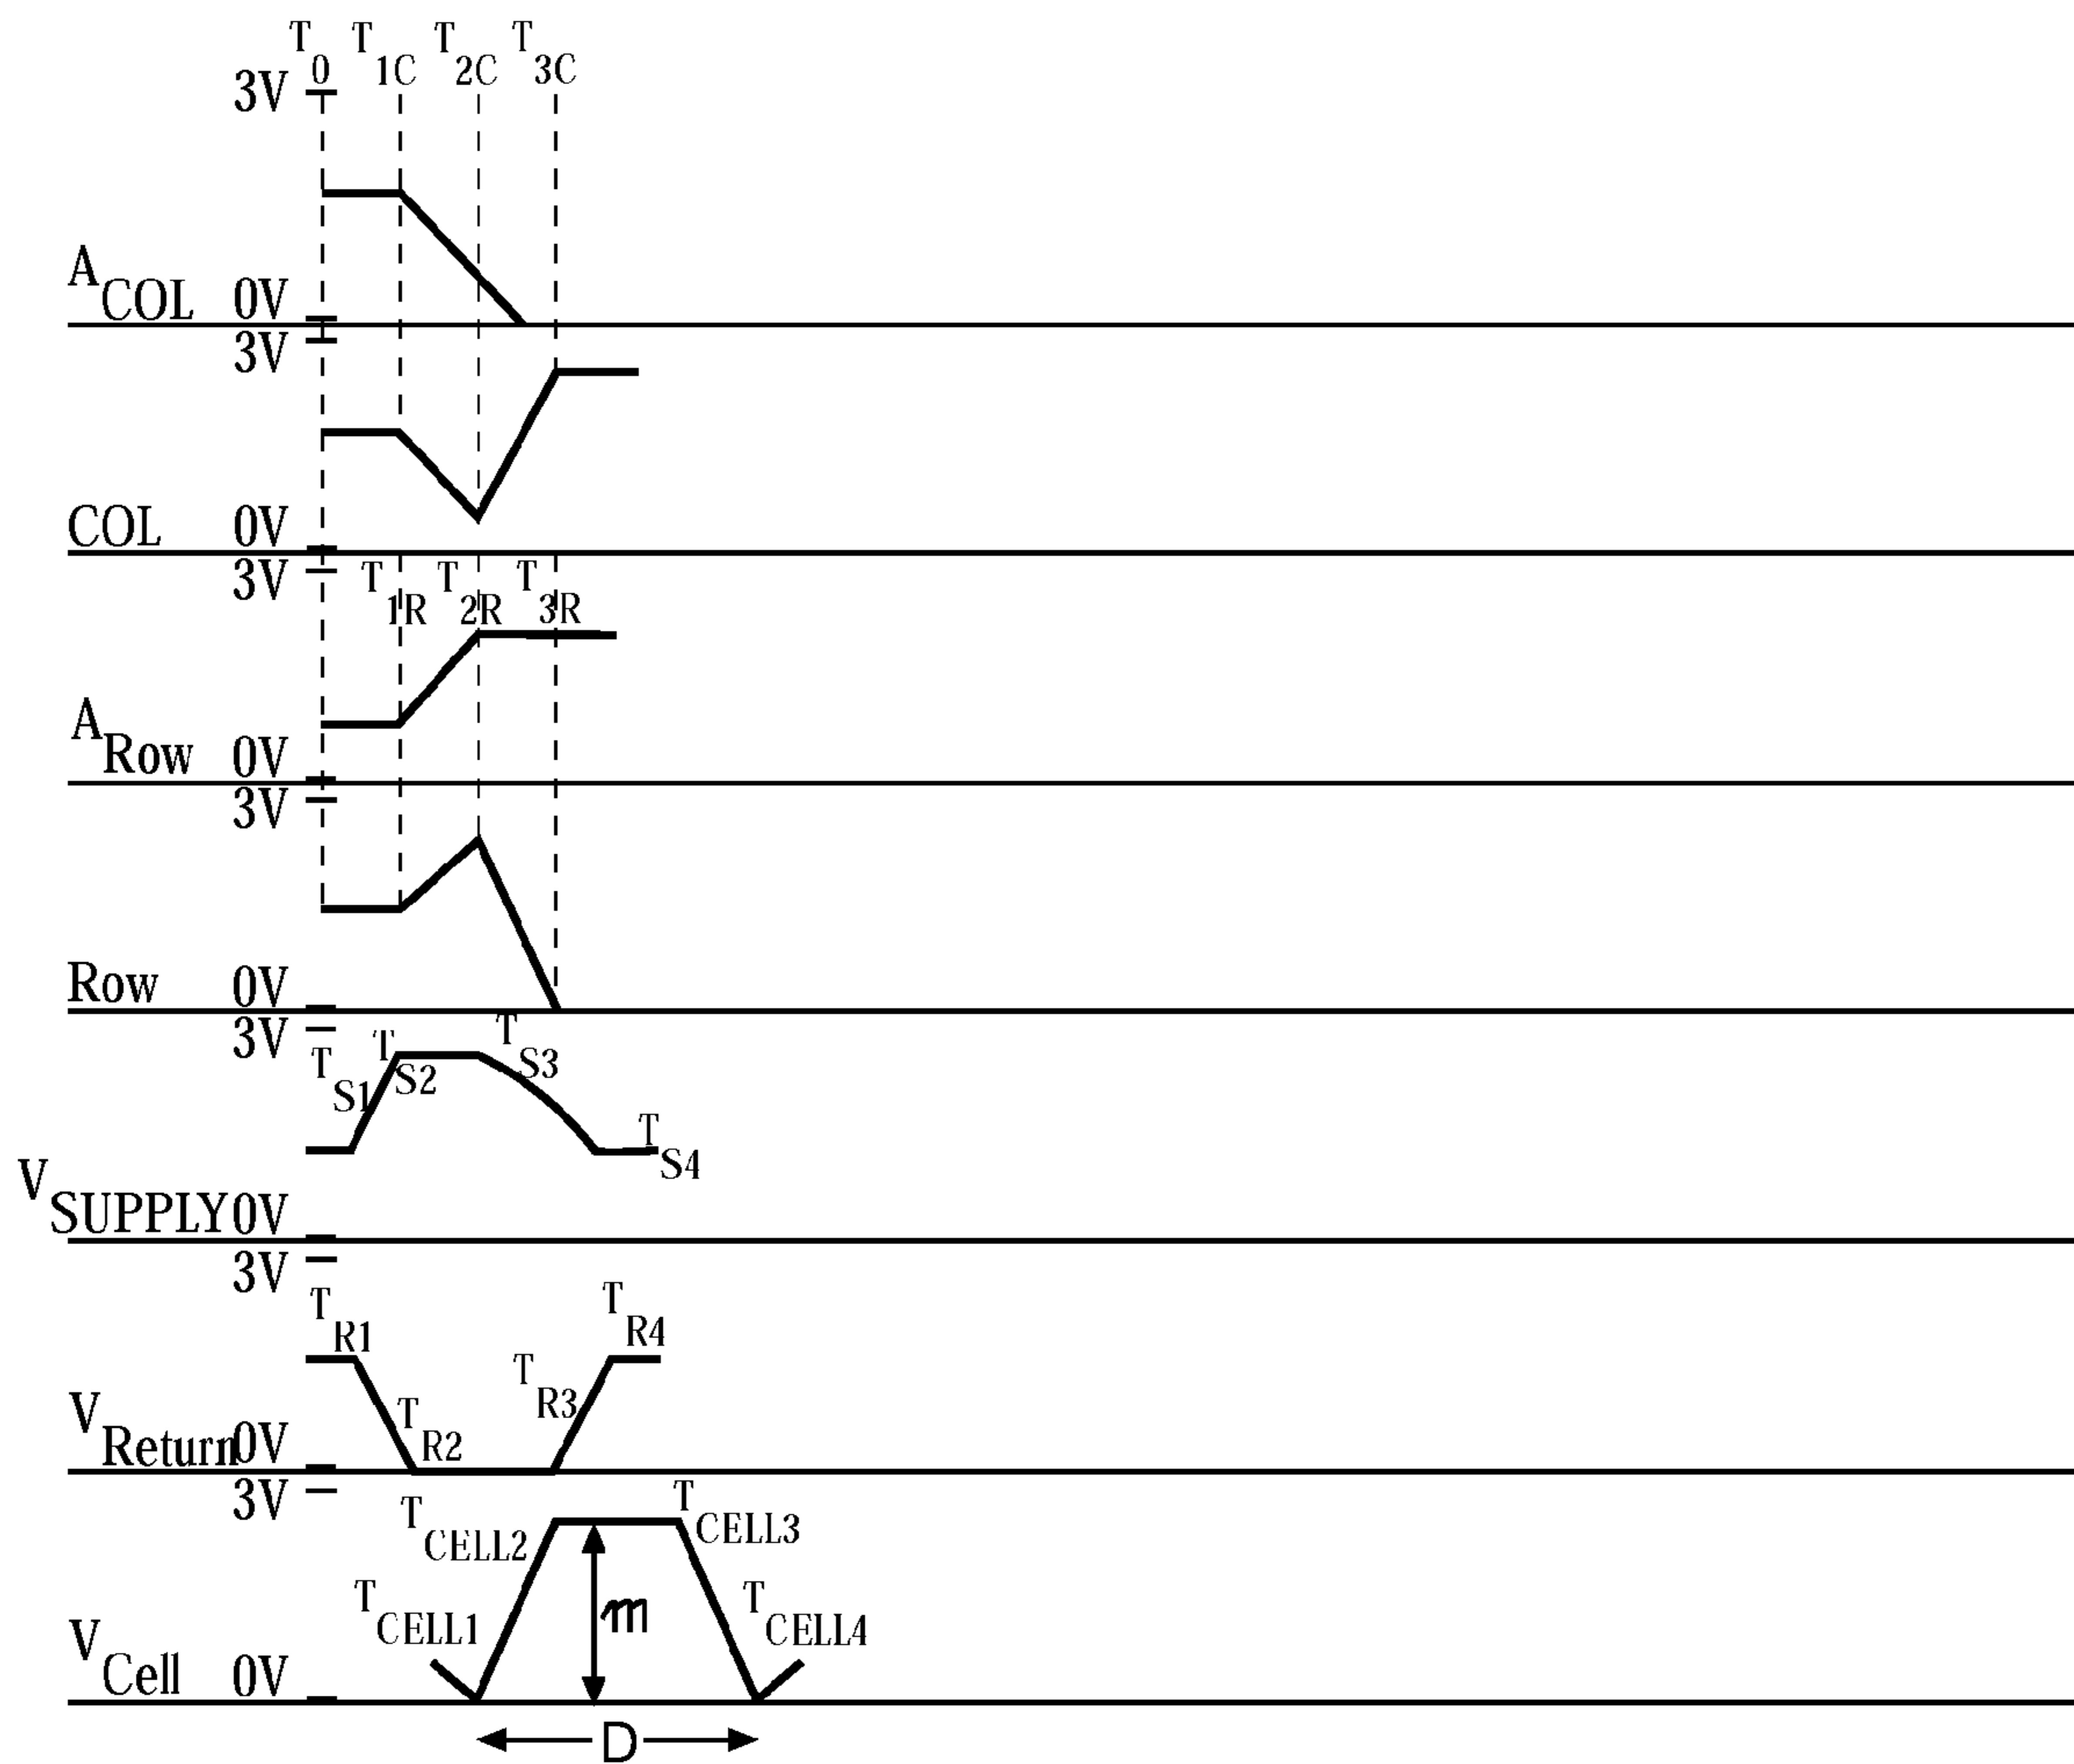 T0 T1C T2C T3C
3V
ACOL 0V
3V
COL 0V
3V T1R T2R T3R
ARow 0V
3V
Row 0V
3V TS1 TS2 TS3
TS4
VSUPPLY 0V
3V
TR1 TR4
TR3
TR2
VReturn 0V
3V
TCELL2 TCELL3
TCELL1 m TCELL4
VCell 0V
D